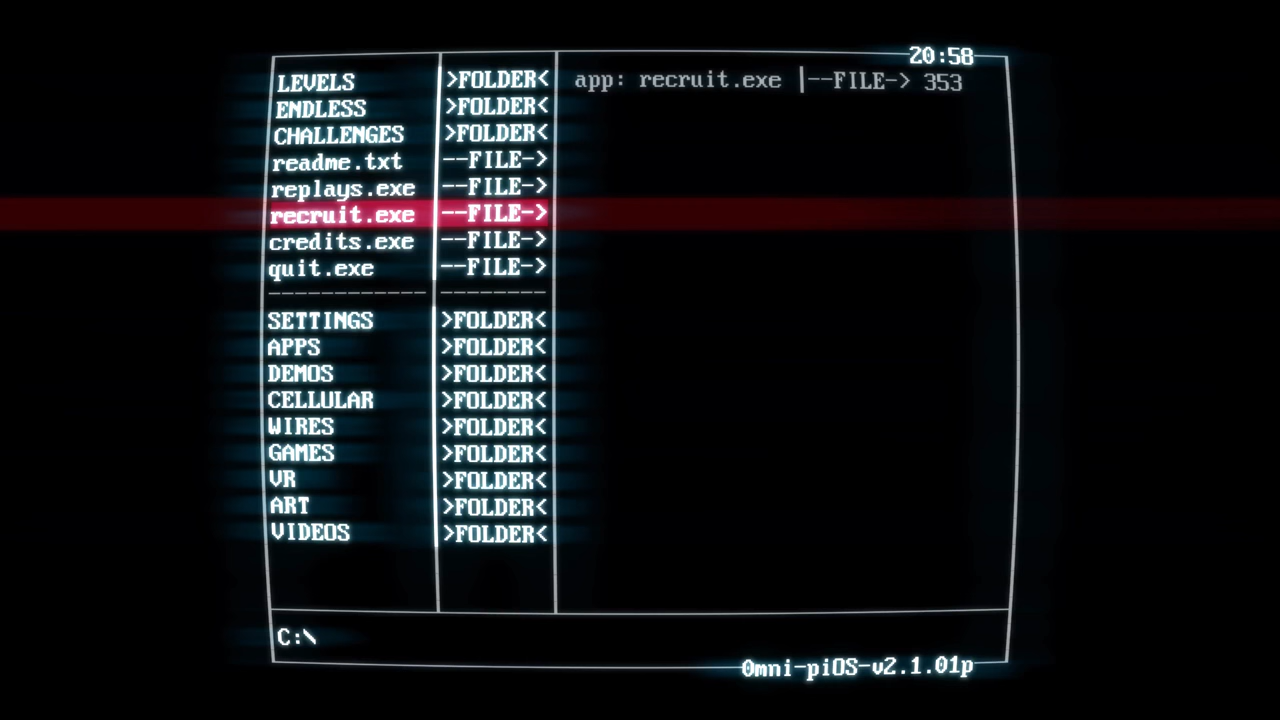 20:58
LEVELS >FOLDER< app: recruit.exe |--FILE-> 353
ENDLESS >FOLDER<
CHALLENGES >FOLDER<
readme.txt --FILE->
replays.exe --FILE->
recruit.exe --FILE->
credits.exe --FILE->
quit.exe --FILE->
------------ --------
SETTINGS >FOLDER<
APPS >FOLDER<
DEMOS >FOLDER<
CELLULAR >FOLDER<
WIRES >FOLDER<
GAMES >FOLDER<
VR >FOLDER<
ART >FOLDER<
VIDEOS >FOLDER<
C:\
0mni-piOS-v2.1.01p